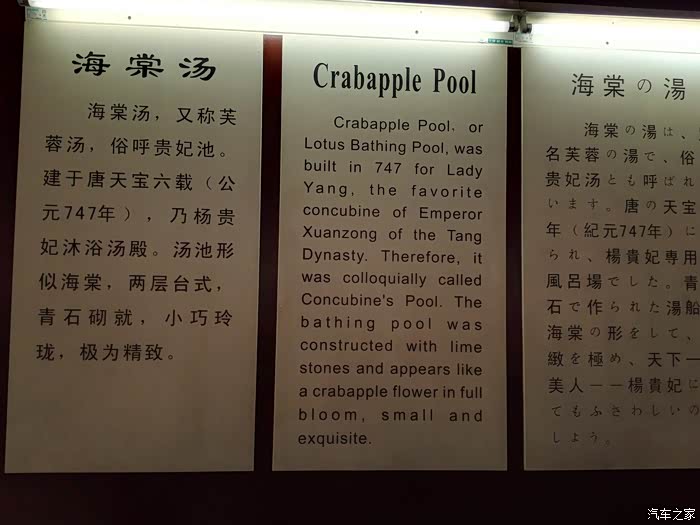 海棠汤
海棠汤，又称芙
蓉汤，俗呼贵妃池。
建于唐天宝六载（公
元747年），乃杨贵
妃沐浴汤殿。汤池形
似海棠，两层台式，
青石砌就，小巧玲
珑，极为精致。
Crabapple Pool
Crabapple Pool, or
Lotus Bathing Pool, was
built in 747 for Lady
Yang, the favorite
concubine of Emperor
Xuanzong of the Tang
Dynasty. Therefore, it
was colloquially called
Concubine's Pool. The
bathing pool was
constructed with lime
stones and appears like
a crabapple flower in full
bloom, small and
exquisite.
海棠の湯
海棠の湯は、
名芙蓉の湯で、俗
貴妃湯とも呼ばれ
います。唐の天宝
年（紀元747年）に
られ、楊貴妃専用
風呂場でした。青
石で作られた湯船
海棠の形をして、
緻を極め、天下一
美人——楊貴妃に
てもふさわしいの
しょう。
汽车之家